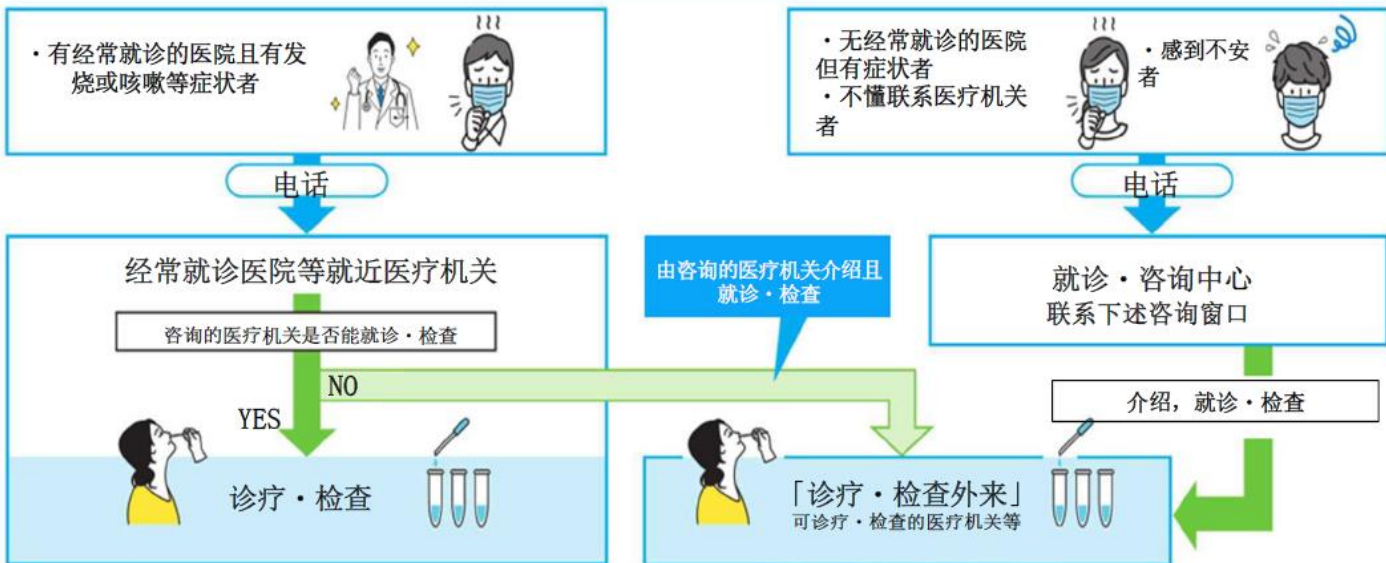 ・有经常就诊的医院且有发
烧或咳嗽等症状者
・无经常就诊的医院
但有症状者
・不懂联系医疗机关
者
・感到不安
者
电话
电话
经常就诊医院等就近医疗机关
咨询的医疗机关是否能就诊・检查
由咨询的医疗机关介绍且
就诊・检查
就诊・咨询中心
联系下述咨询窗口
NO
YES
介绍，就诊・检查
诊疗・检查
「诊疗・检查外来」
可诊疗・检查的医疗机关等